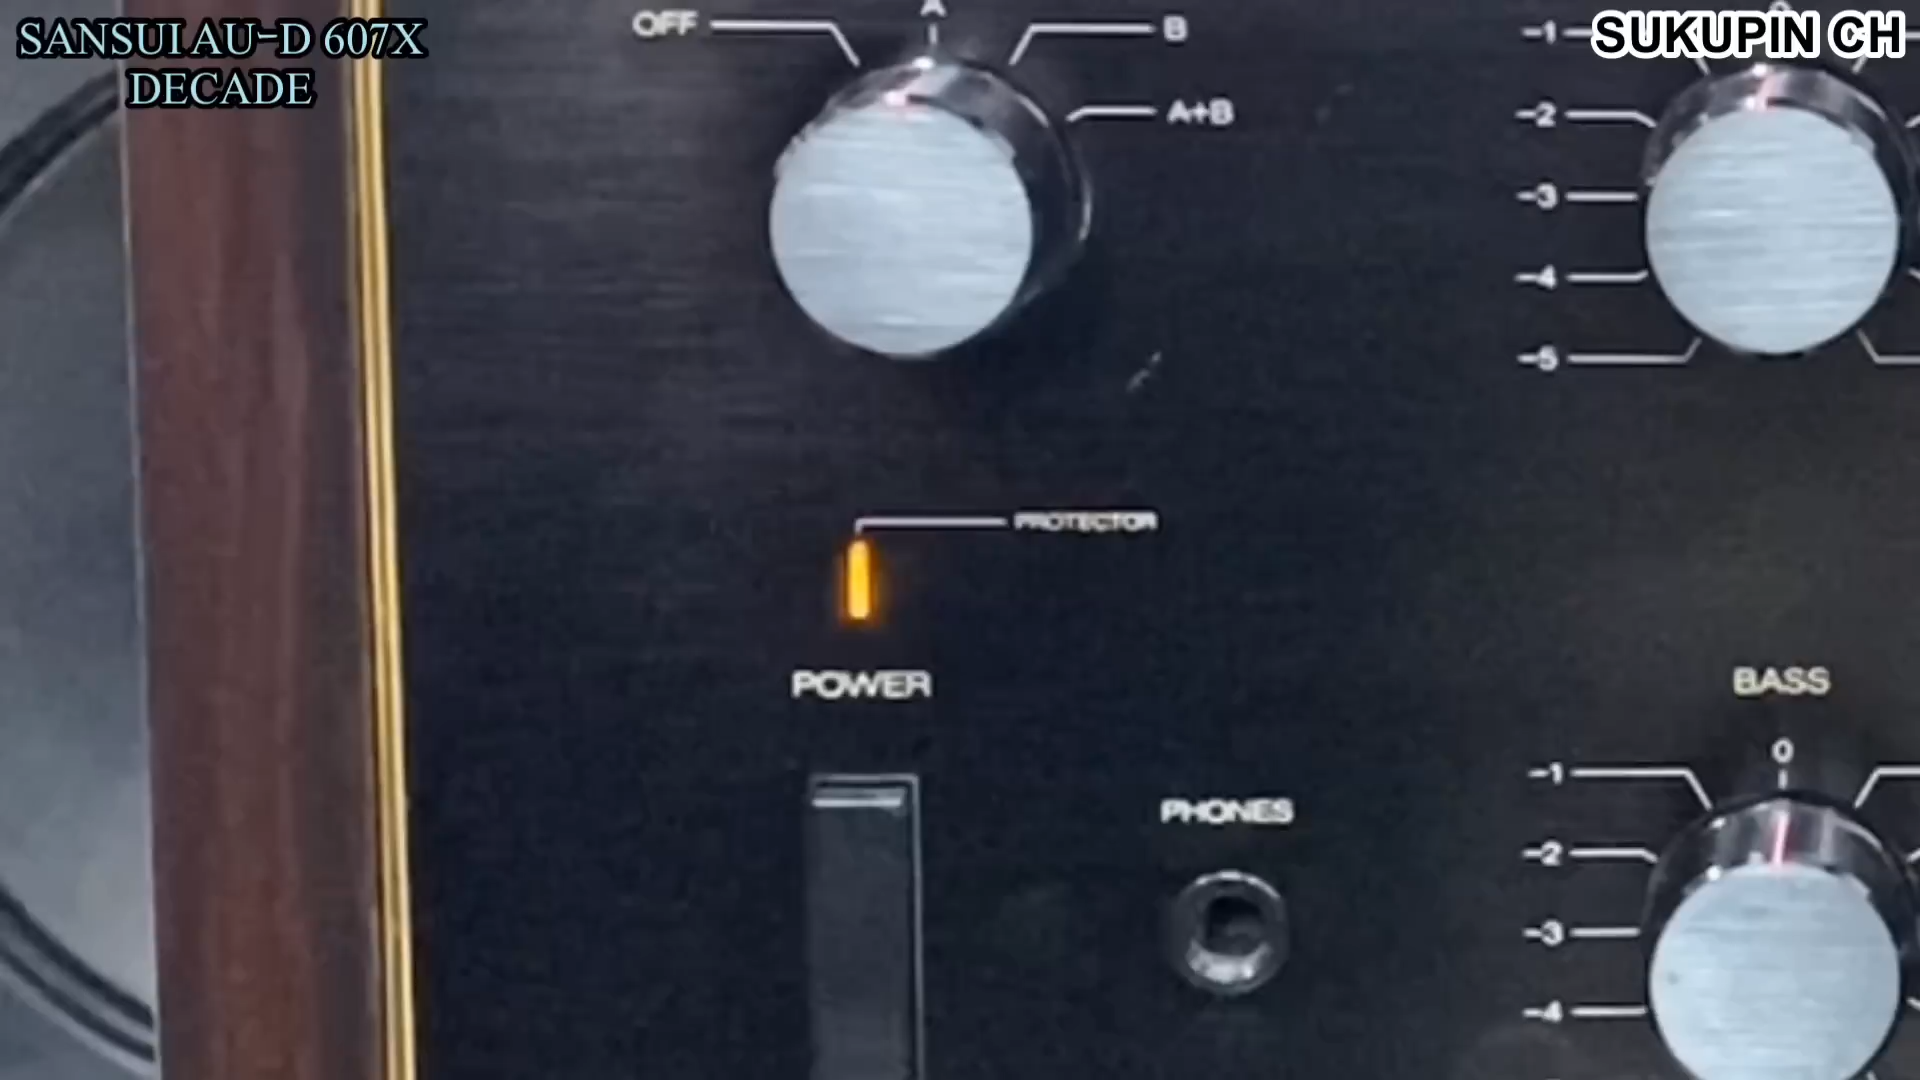 SANSUI AU-D 607X
DECADE
SUKUPIN CH
OFF
A
B
A+B
-1
-2
-3
-4
-5
PROTECTOR
POWER
PHONES
BASS
0
-1
-2
-3
-4